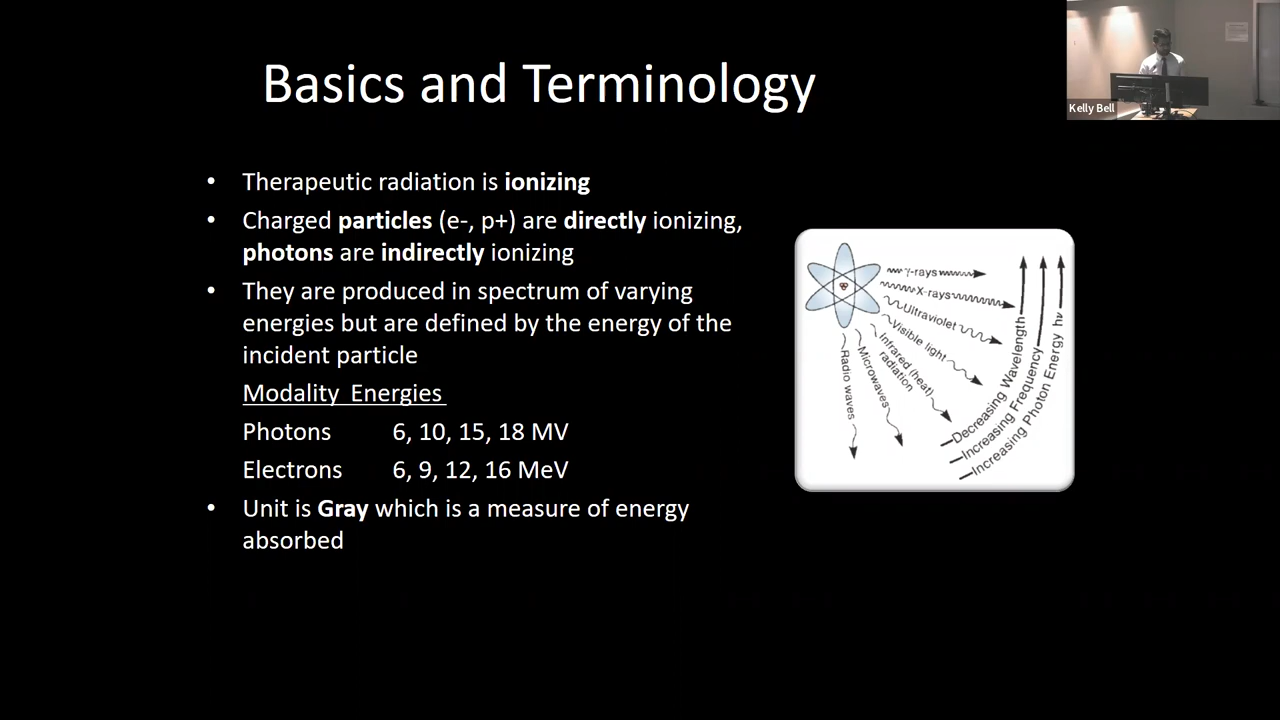 Basics and Terminology
Kelly Bell
• Therapeutic radiation is ionizing
• Charged particles (e-, p+) are directly ionizing,
photons are indirectly ionizing
• They are produced in spectrum of varying
energies but are defined by the energy of the
incident particle
Modality Energies
Photons 6, 10, 15, 18 MV
Electrons 6, 9, 12, 16 MeV
• Unit is Gray which is a measure of energy
absorbed
γ-rays
X-rays
Ultraviolet
Visible light
Infrared (heat)
radiation
Microwaves
Radio waves
Decreasing Wavelength
Increasing Frequency
Increasing Photon Energy hν